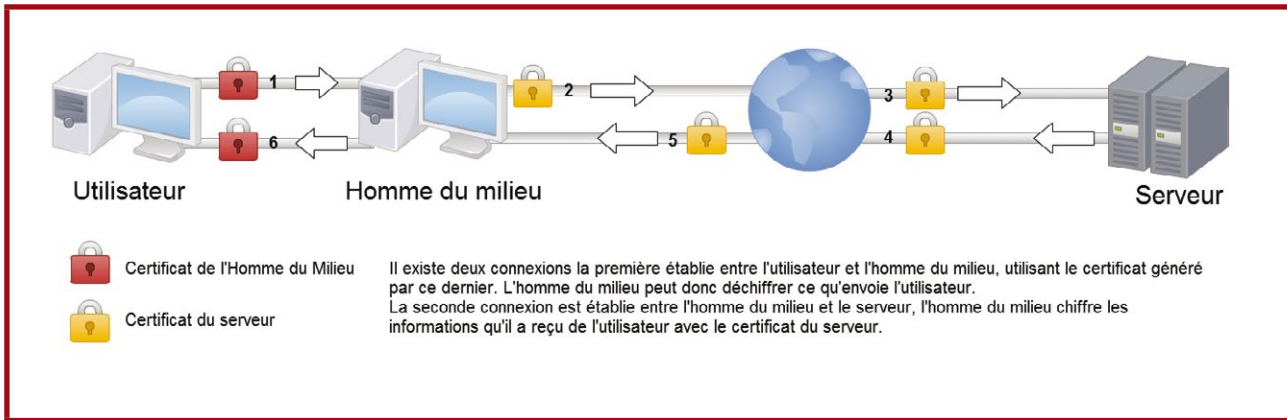 1
2
3
6
5
4
Utilisateur
Homme du milieu
Serveur
Certificat de l'Homme du Milieu
Certificat du serveur
Il existe deux connexions la première établie entre l'utilisateur et l'homme du milieu, utilisant le certificat généré
par ce dernier. L'homme du milieu peut donc déchiffrer ce qu'envoie l'utilisateur.
La seconde connexion est établie entre l'homme du milieu et le serveur, l'homme du milieu chiffre les
informations qu'il a reçu de l'utilisateur avec le certificat du serveur.